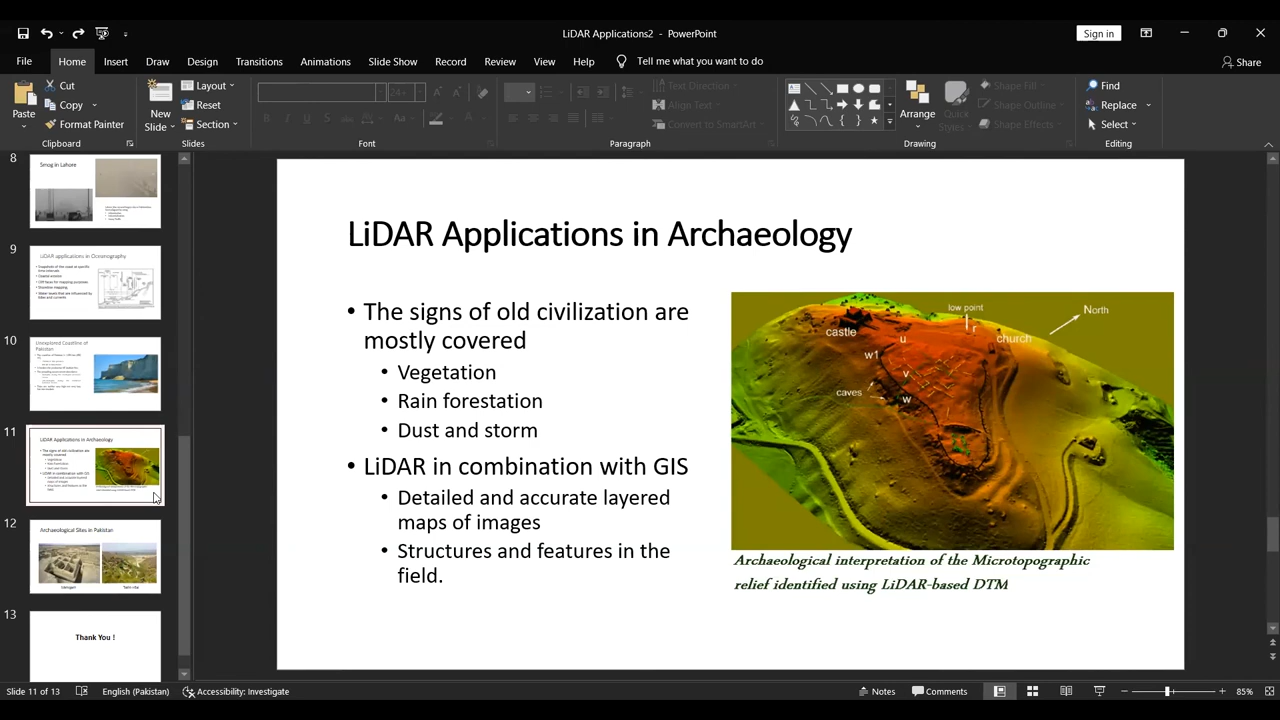 LiDAR Applications2 - PowerPoint
Sign in
File Home Insert Draw Design Transitions Animations Slide Show Record Review View Help Tell me what you want to do Share
Paste
Cut
Copy
Format Painter
Clipboard
New Slide
Layout
Reset
Section
Slides
Font
Text Direction
Align Text
Convert to SmartArt
Paragraph
Arrange
Quick Styles
Shape Fill
Shape Outline
Shape Effects
Drawing
Find
Replace
Select
Editing
8
Smog in Lahore
9
LiDAR applications in Oceanography
10
Unexplored Coastline of Pakistan
11
LiDAR Applications in Archaeology
12
Archaeological Sites in Pakistan
13
Thank You !
LiDAR Applications in Archaeology
• The signs of old civilization are
mostly covered
• Vegetation
• Rain forestation
• Dust and storm
• LiDAR in combination with GIS
• Detailed and accurate layered
maps of images
• Structures and features in the
field.
low point
North
castle
u
r
church
w1
v
caves
w
Archaeological interpretation of the Microtopographic
relief identified using LiDAR-based DTM
Slide 11 of 13 English (Pakistan) Accessibility: Investigate Notes Comments 85%